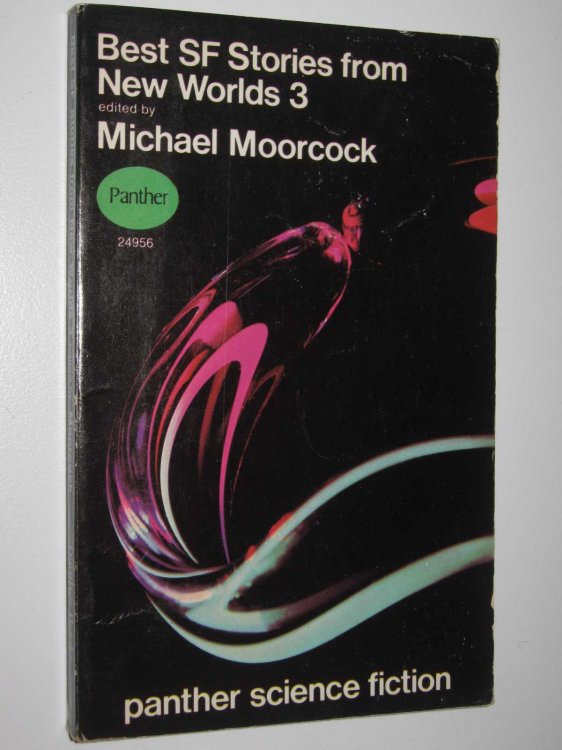 Best SF Stories from
New Worlds 3
edited by
Michael Moorcock
Panther
24956
panther science fiction